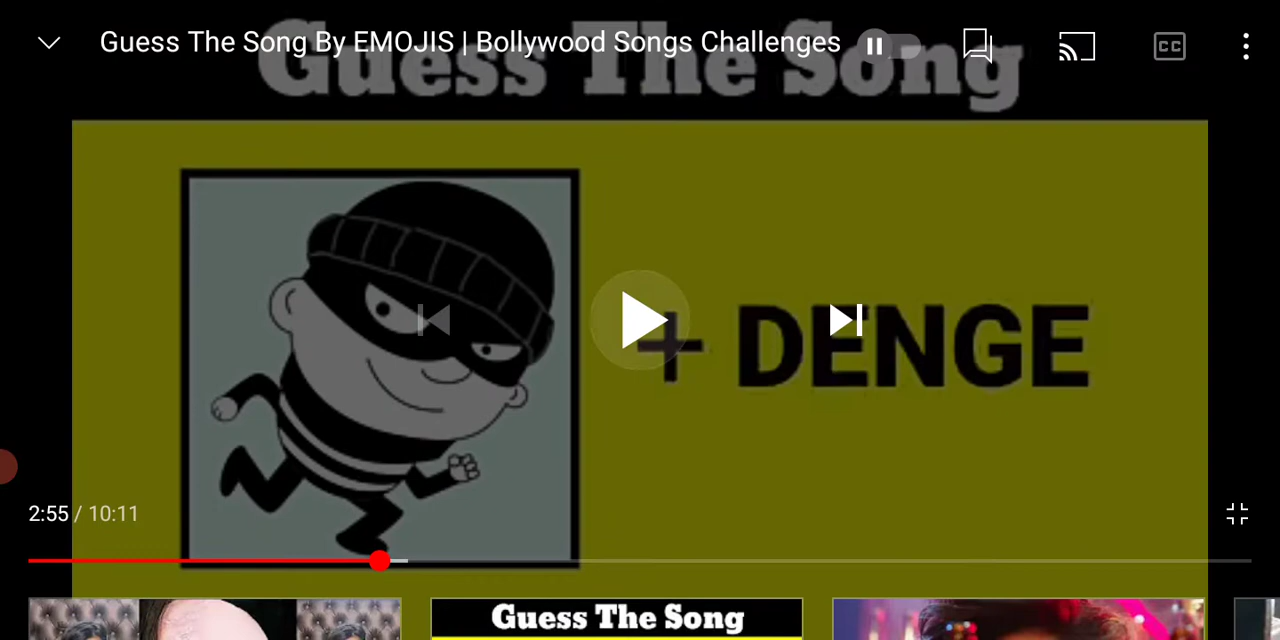 Guess The Song By EMOJIS | Bollywood Songs Challenges
CC
Guess The Song
+ DENGE
2:55 / 10:11
Guess The Song